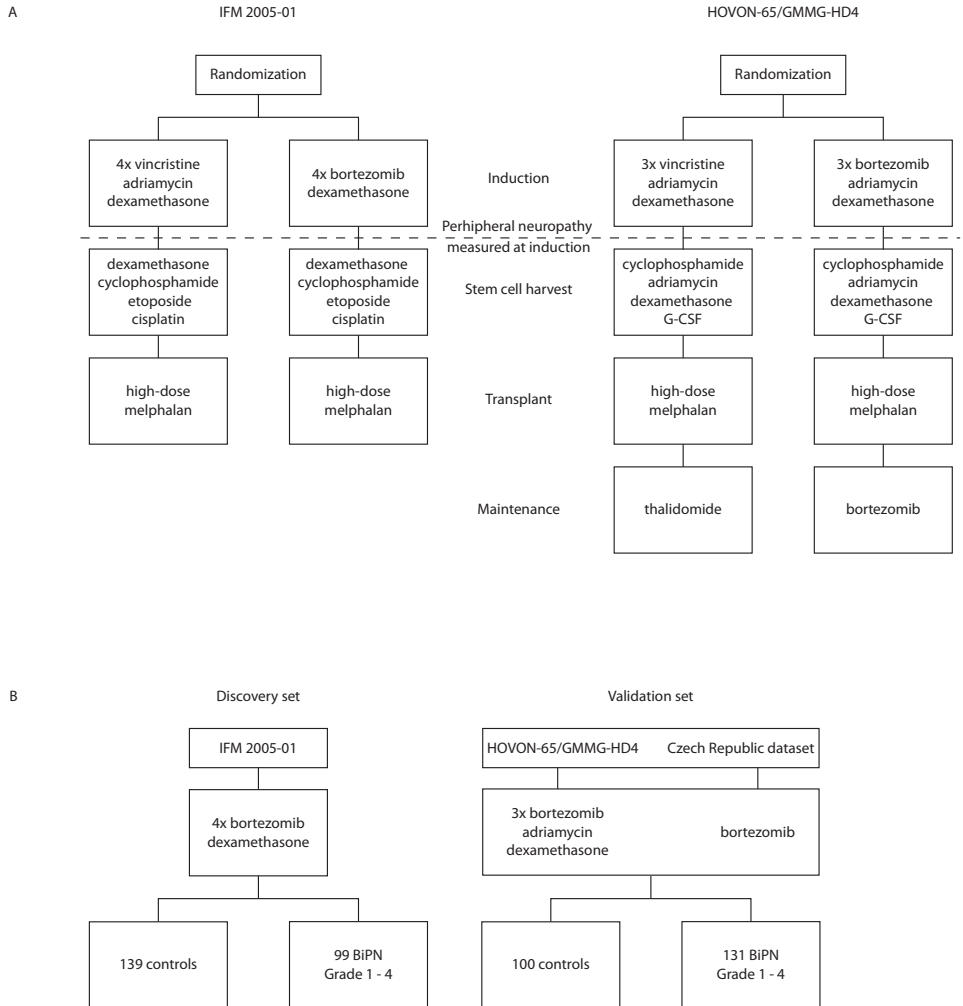 A
IFM 2005-01
HOVON-65/GMMG-HD4
Randomization
Randomization
4x vincristine
adriamycin
dexamethasone
4x bortezomib
dexamethasone
Induction
3x vincristine
adriamycin
dexamethasone
3x bortezomib
adriamycin
dexamethasone
Perhipheral neuropathy
measured at induction
dexamethasone
cyclophosphamide
etoposide
cisplatin
dexamethasone
cyclophosphamide
etoposide
cisplatin
Stem cell harvest
cyclophosphamide
adriamycin
dexamethasone
G-CSF
cyclophosphamide
adriamycin
dexamethasone
G-CSF
high-dose
melphalan
high-dose
melphalan
Transplant
high-dose
melphalan
high-dose
melphalan
Maintenance
thalidomide
bortezomib
B
Discovery set
Validation set
IFM 2005-01
HOVON-65/GMMG-HD4
Czech Republic dataset
4x bortezomib
dexamethasone
3x bortezomib
adriamycin
dexamethasone
bortezomib
139 controls
99 BiPN
Grade 1 - 4
100 controls
131 BiPN
Grade 1 - 4